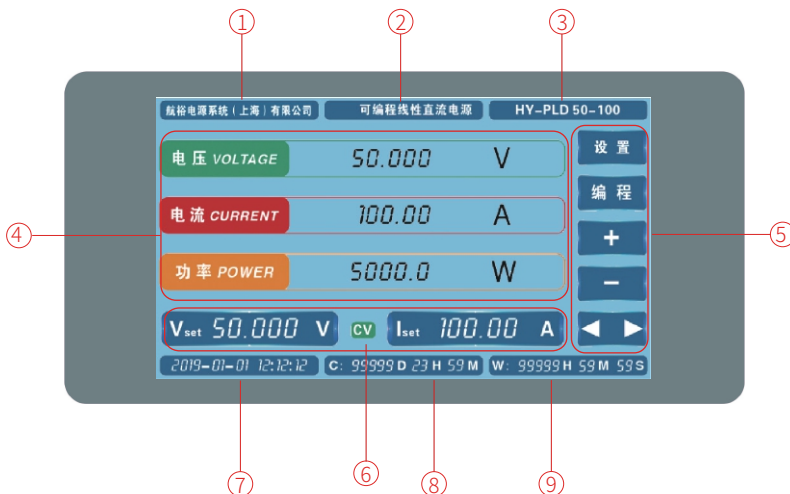 ① ② ③
航裕电源系统(上海)有限公司 可编程线性直流电源 HY-PLD 50-100
电压 VOLTAGE 50.000 V 设置
编程
电流 CURRENT 100.00 A +
④ ⑤
功率 POWER 5000.0 W −
Vset 50.000 V CV Iset 100.00 A ◀ ▶
2019-01-01 12:12:12 C: 99999 D 23 H 59 M W: 99999 H 59 M 59 S
⑦ ⑥ ⑧ ⑨